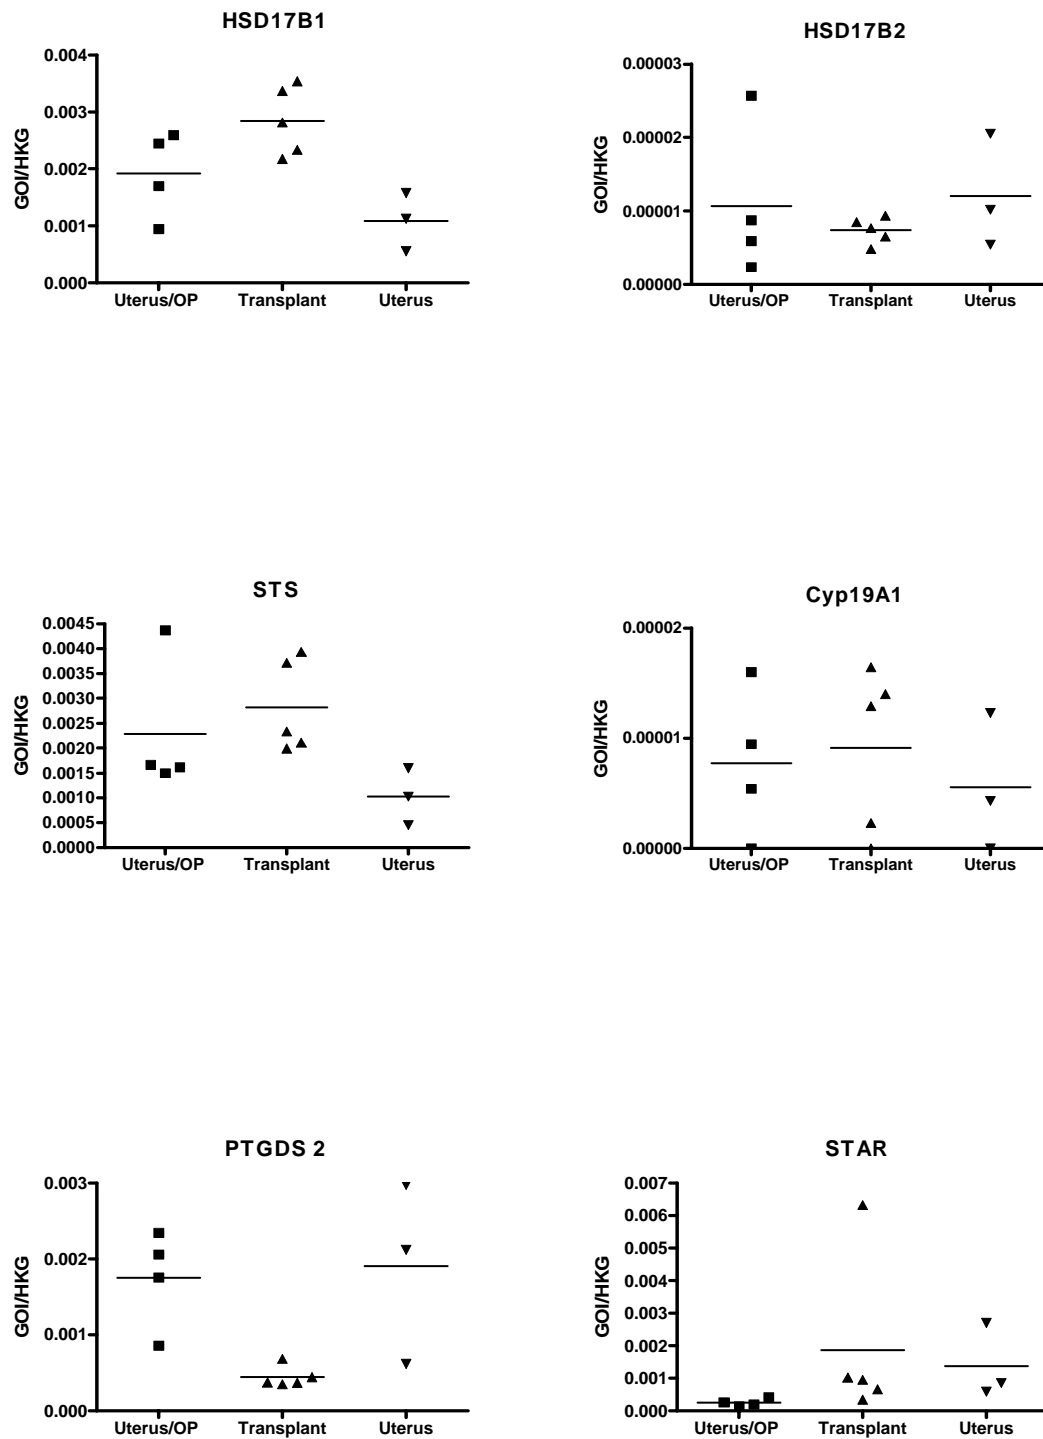 HSD17B1
GOI/HKG
0.004
0.003
0.002
0.001
0.000
Uterus/OP Transplant Uterus
HSD17B2
GOI/HKG
0.00003
0.00002
0.00001
0.00000
Uterus/OP Transplant Uterus
STS
GOI/HKG
0.0045
0.0040
0.0035
0.0030
0.0025
0.0020
0.0015
0.0010
0.0005
0.0000
Uterus/OP Transplant Uterus
Cyp19A1
GOI/HKG
0.00002
0.00001
0.00000
Uterus/OP Transplant Uterus
PTGDS 2
GOI/HKG
0.003
0.002
0.001
0.000
Uterus/OP Transplant Uterus
STAR
GOI/HKG
0.007
0.006
0.005
0.004
0.003
0.002
0.001
0.000
Uterus/OP Transplant Uterus